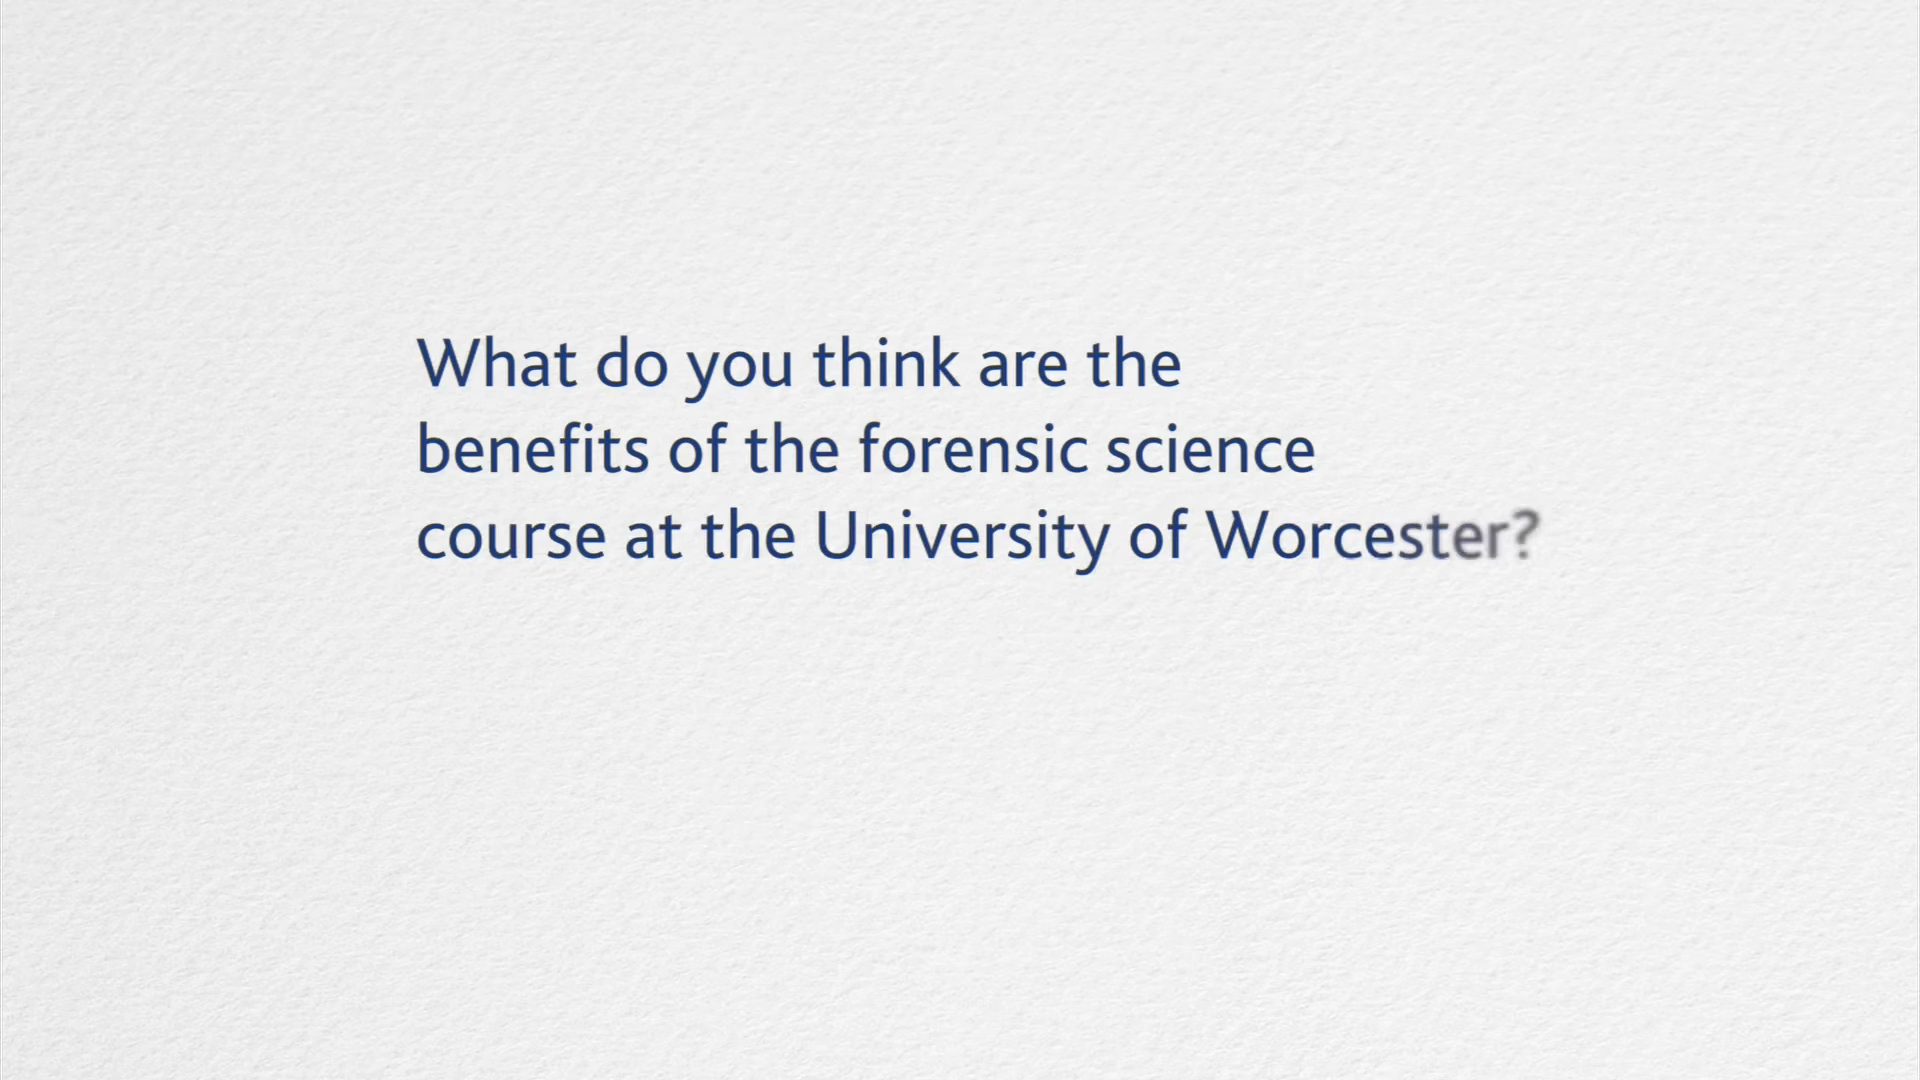 What do you think are the
benefits of the forensic science
course at the University of Worcester?